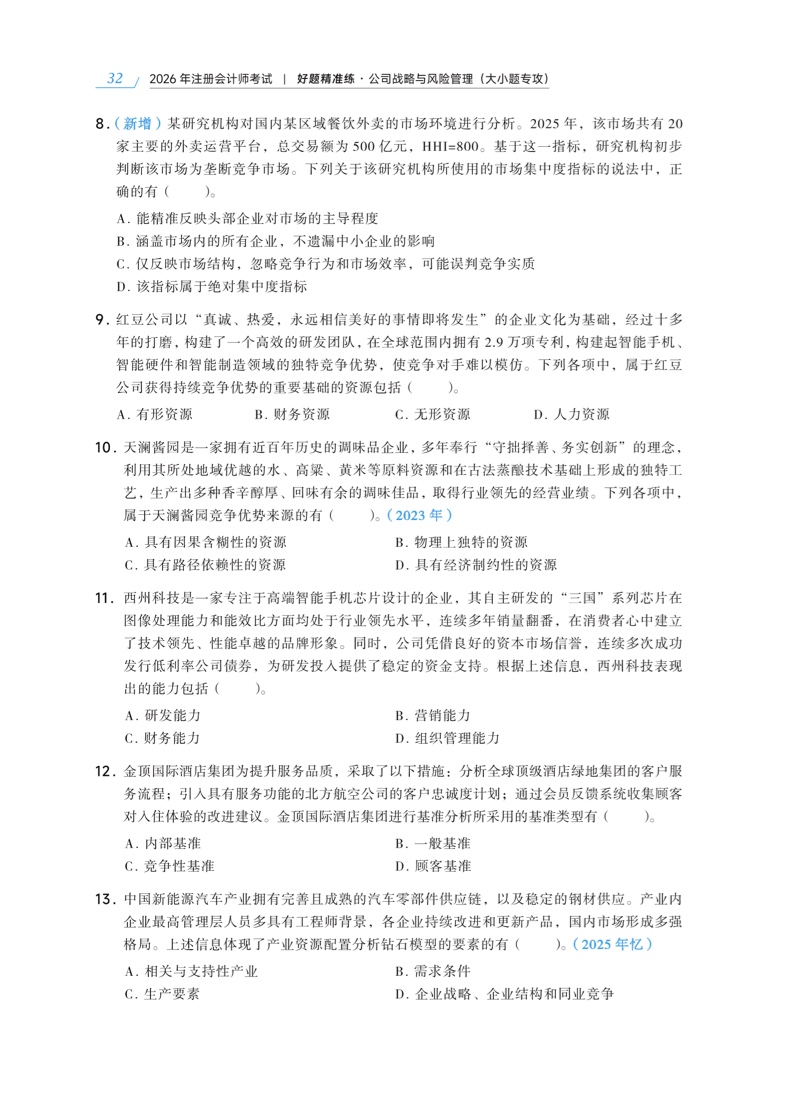 32 2026 年注册会计师考试 | 好题精准练 · 公司战略与风险管理（大小题专攻）
8.（新增）某研究机构对国内某区域餐饮外卖的市场环境进行分析。2025 年，该市场共有 20
家主要的外卖运营平台，总交易额为 500 亿元，HHI=800。基于这一指标，研究机构初步
判断该市场为垄断竞争市场。下列关于该研究机构所使用的市场集中度指标的说法中，正
确的有（　　）。
A. 能精准反映头部企业对市场的主导程度
B. 涵盖市场内的所有企业，不遗漏中小企业的影响
C. 仅反映市场结构，忽略竞争行为和市场效率，可能误判竞争实质
D. 该指标属于绝对集中度指标
9. 红豆公司以“真诚、热爱，永远相信美好的事情即将发生”的企业文化为基础，经过十多
年的打磨，构建了一个高效的研发团队，在全球范围内拥有 2.9 万项专利，构建起智能手机、
智能硬件和智能制造领域的独特竞争优势，使竞争对手难以模仿。下列各项中，属于红豆
公司获得持续竞争优势的重要基础的资源包括（　　）。
A. 有形资源 B. 财务资源 C. 无形资源 D. 人力资源
10. 天澜酱园是一家拥有近百年历史的调味品企业，多年奉行“守拙择善、务实创新”的理念，
利用其所处地域优越的水、高粱、黄米等原料资源和在古法蒸酿技术基础上形成的独特工
艺，生产出多种香辛醇厚、回味有余的调味佳品，取得行业领先的经营业绩。下列各项中，
属于天澜酱园竞争优势来源的有（　　）。（2023 年）
A. 具有因果含糊性的资源 B. 物理上独特的资源
C. 具有路径依赖性的资源 D. 具有经济制约性的资源
11. 西州科技是一家专注于高端智能手机芯片设计的企业，其自主研发的“三国”系列芯片在
图像处理能力和能效比方面均处于行业领先水平，连续多年销量翻番，在消费者心中建立
了技术领先、性能卓越的品牌形象。同时，公司凭借良好的资本市场信誉，连续多次成功
发行低利率公司债券，为研发投入提供了稳定的资金支持。根据上述信息，西州科技表现
出的能力包括（　　）。
A. 研发能力 B. 营销能力
C. 财务能力 D. 组织管理能力
12. 金顶国际酒店集团为提升服务品质，采取了以下措施：分析全球顶级酒店绿地集团的客户服
务流程；引入具有服务功能的北方航空公司的客户忠诚度计划；通过会员反馈系统收集顾客
对入住体验的改进建议。金顶国际酒店集团进行基准分析所采用的基准类型有（　　）。
A. 内部基准 B. 一般基准
C. 竞争性基准 D. 顾客基准
13. 中国新能源汽车产业拥有完善且成熟的汽车零部件供应链，以及稳定的钢材供应。产业内
企业最高管理层人员多具有工程师背景，各企业持续改进和更新产品，国内市场形成多强
格局。上述信息体现了产业资源配置分析钻石模型的要素的有（　　）。（2025 年忆）
A. 相关与支持性产业 B. 需求条件
C. 生产要素 D. 企业战略、企业结构和同业竞争